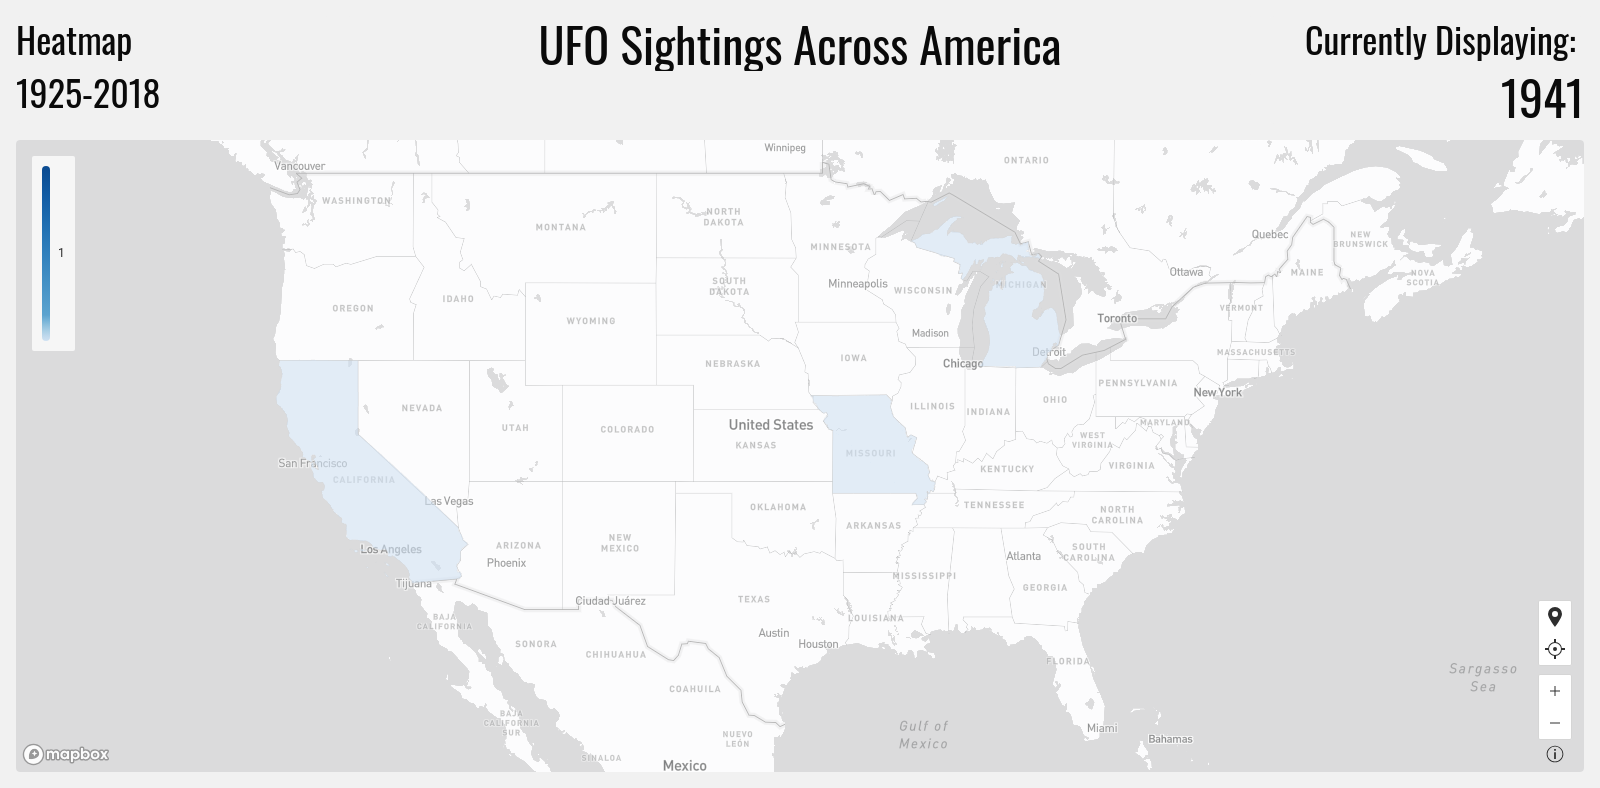 Heatmap
1925-2018
UFO Sightings Across America
Currently Displaying:
1941
1
Winnipeg
ONTARIO
Vancouver
WASHINGTON
NORTH
DAKOTA
MONTANA
MINNESOTA
Quebec
NEW
BRUNSWICK
Ottawa
MAINE
NOVA
SCOTIA
SOUTH
DAKOTA
Minneapolis
WISCONSIN
MICHIGAN
IDAHO
OREGON
WYOMING
VERMONT
Toronto
Madison
Detroit
MASSACHUSETTS
IOWA
NEBRASKA
Chicago
PENNSYLVANIA
New York
NEVADA
ILLINOIS
INDIANA
OHIO
UTAH
COLORADO
United States
KANSAS
MARYLAND
WEST
VIRGINIA
MISSOURI
San Francisco
CALIFORNIA
KENTUCKY
VIRGINIA
Las Vegas
OKLAHOMA
TENNESSEE
NORTH
CAROLINA
ARKANSAS
Los Angeles
ARIZONA
Phoenix
NEW
MEXICO
Atlanta
SOUTH
CAROLINA
MISSISSIPPI
Tijuana
GEORGIA
Ciudad Juárez
TEXAS
BAJA
CALIFORNIA
LOUISIANA
Austin
Houston
SONORA
CHIHUAHUA
FLORIDA
Sargasso
Sea
COAHUILA
BAJA
CALIFORNIA
SUR
Gulf of
Mexico
Miami
Bahamas
NUEVO
LEÓN
SINALOA
Mexico
mapbox
+
−